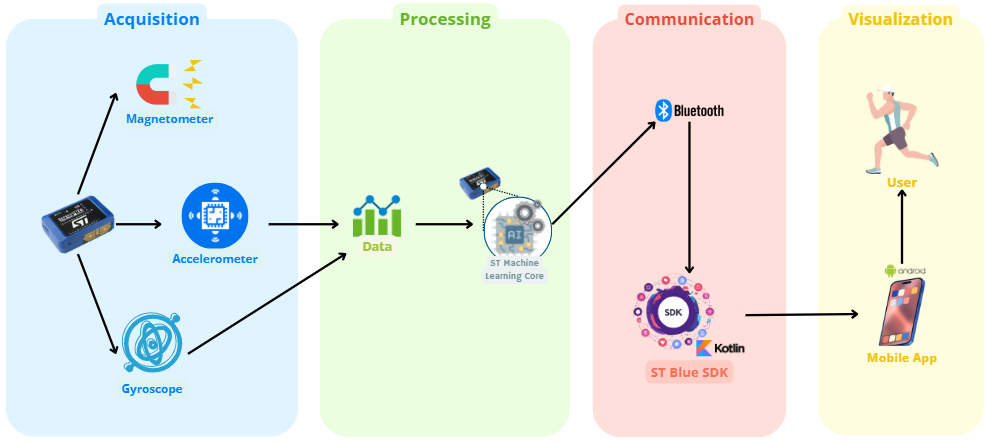 Acquisition
Processing
Communication
Visualization
Magnetometer
Accelerometer
Gyroscope
Data
AI
ST Machine
Learning Core
Bluetooth
SDK
Kotlin
ST Blue SDK
User
android
Mobile App